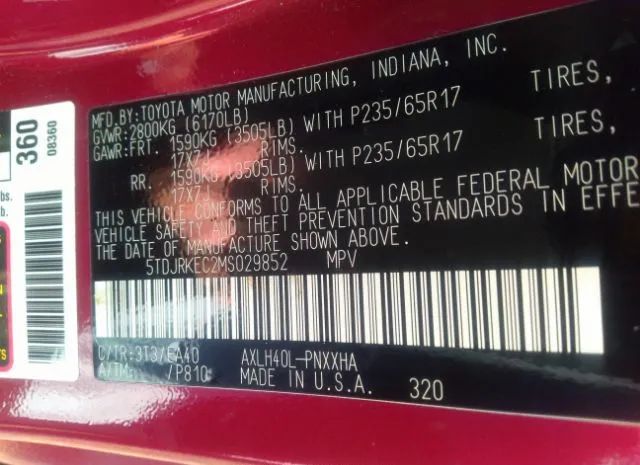 360
08360
bs.
b.
MFD.BY:TOYOTA MOTOR MANUFACTURING, INDIANA, INC.
GVWR:2800KG (6170LB)
GAWR:FRT. 1590KG (3505LB) WITH P235/65R17 TIRES,
17X7J RIMS.
RR. 1590KG (3505LB) WITH P235/65R17 TIRES,
17X7J RIMS.
THIS VEHICLE CONFORMS TO ALL APPLICABLE FEDERAL MOTOR
VEHICLE SAFETY AND THEFT PREVENTION STANDARDS IN EFFE
THE DATE OF MANUFACTURE SHOWN ABOVE.
5TDJRKEC2MS029852 MPV
C/TR:3T3/EA40 AXLH40L-PNXXHA
A/TM: /P810 MADE IN U.S.A. 320